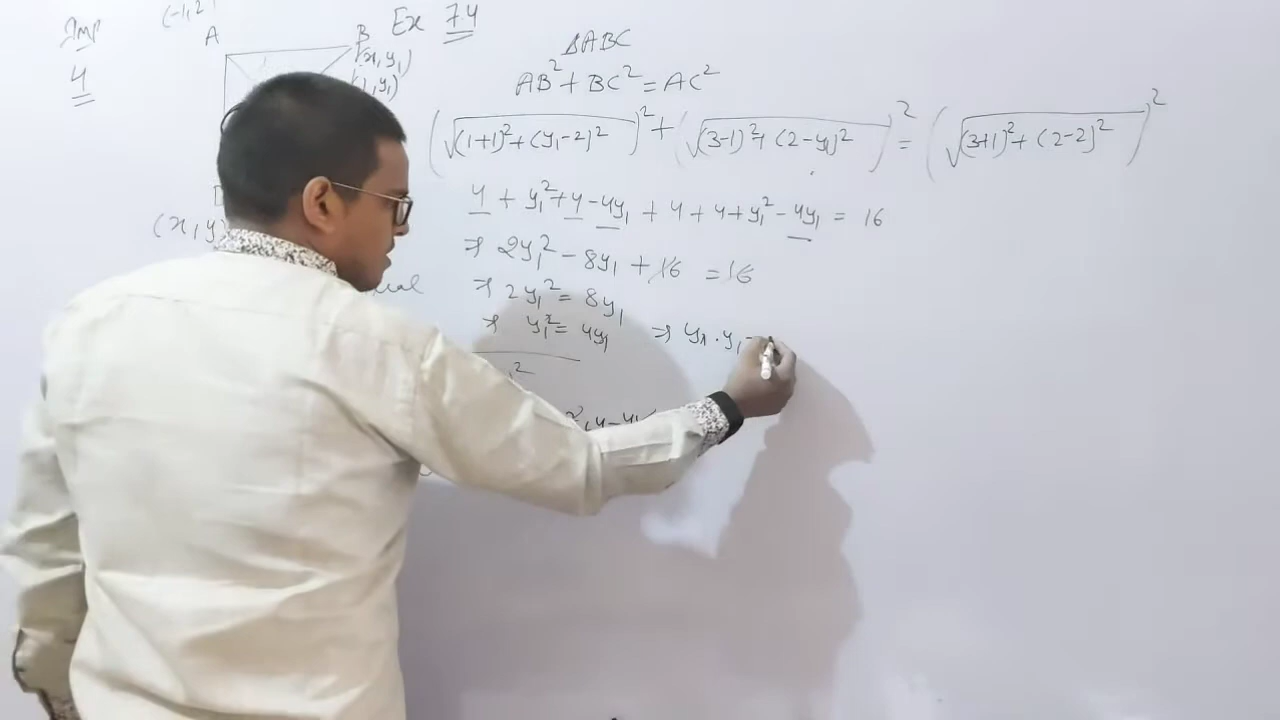 Imp
4
(-1,2)
A
B
(x, y₁)
(1, y₁)
(x, y
Ex 7.4
△ABC
AB² + BC² = AC²
(√(1+1)² + (y₁-2)²)² + (√(3-1)² + (2-y₁)²)² = (√(3+1)² + (2-2)²)²
4 + y₁² + 4 - 4y₁ + 4 + 4 + y₁² - 4y₁ = 16
⇒ 2y₁² - 8y₁ + 16 = 16
⇒ 2y₁² = 8y₁
⇒ y₁² = 4y₁ ⇒ y₁ · y₁